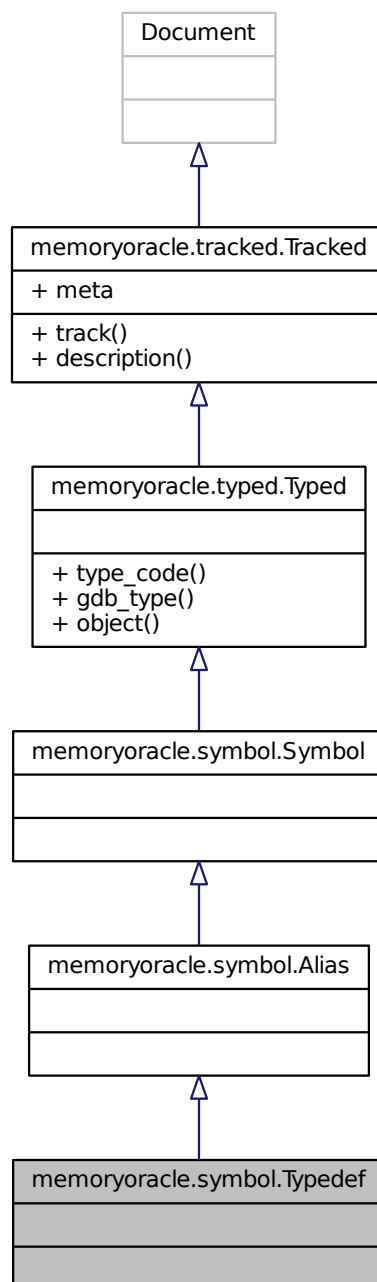 Document
memoryoracle.tracked.Tracked
+ meta
+ track()
+ description()
memoryoracle.typed.Typed
+ type_code()
+ gdb_type()
+ object()
memoryoracle.symbol.Symbol
memoryoracle.symbol.Alias
memoryoracle.symbol.Typedef